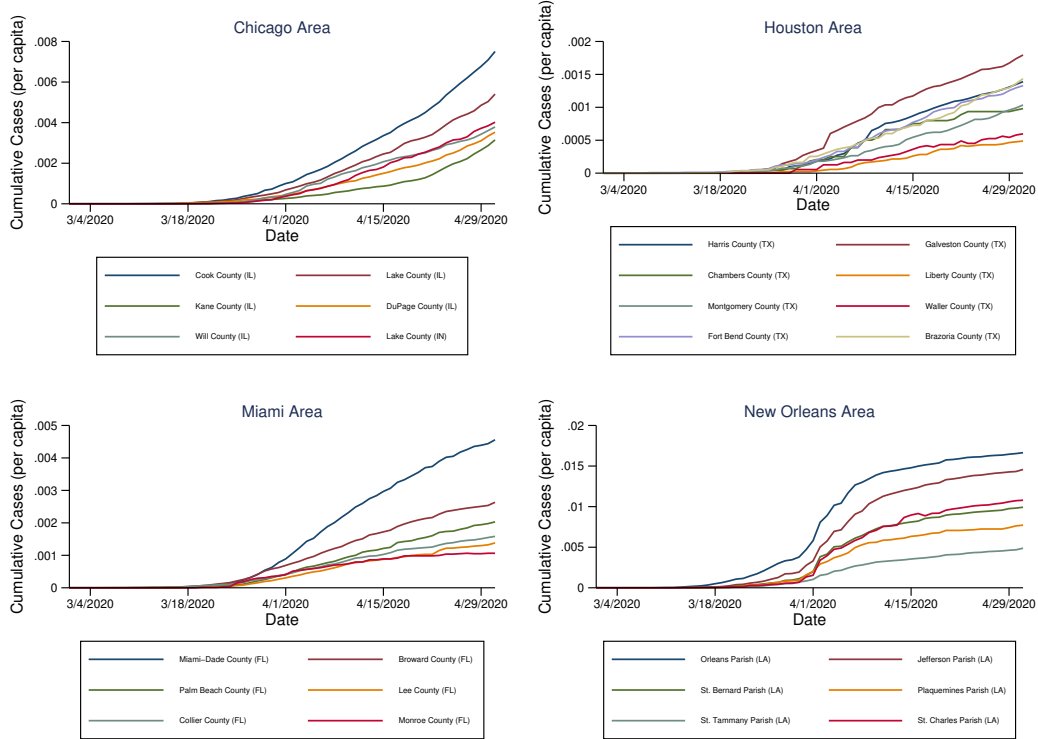 Chicago Area
Cumulative Cases (per capita)
.008
.006
.004
.002
0
3/4/2020 3/18/2020 4/1/2020 4/15/2020 4/29/2020
Date
Cook County (IL) Lake County (IL)
Kane County (IL) DuPage County (IL)
Will County (IL) Lake County (IN)
Houston Area
Cumulative Cases (per capita)
.002
.0015
.001
.0005
0
3/4/2020 3/18/2020 4/1/2020 4/15/2020 4/29/2020
Date
Harris County (TX) Galveston County (TX)
Chambers County (TX) Liberty County (TX)
Montgomery County (TX) Waller County (TX)
Fort Bend County (TX) Brazoria County (TX)
Miami Area
Cumulative Cases (per capita)
.005
.004
.003
.002
.001
0
3/4/2020 3/18/2020 4/1/2020 4/15/2020 4/29/2020
Date
Miami–Dade County (FL) Broward County (FL)
Palm Beach County (FL) Lee County (FL)
Collier County (FL) Monroe County (FL)
New Orleans Area
Cumulative Cases (per capita)
.02
.015
.01
.005
0
3/4/2020 3/18/2020 4/1/2020 4/15/2020 4/29/2020
Date
Orleans Parish (LA) Jefferson Parish (LA)
St. Bernard Parish (LA) Plaquemines Parish (LA)
St. Tammany Parish (LA) St. Charles Parish (LA)